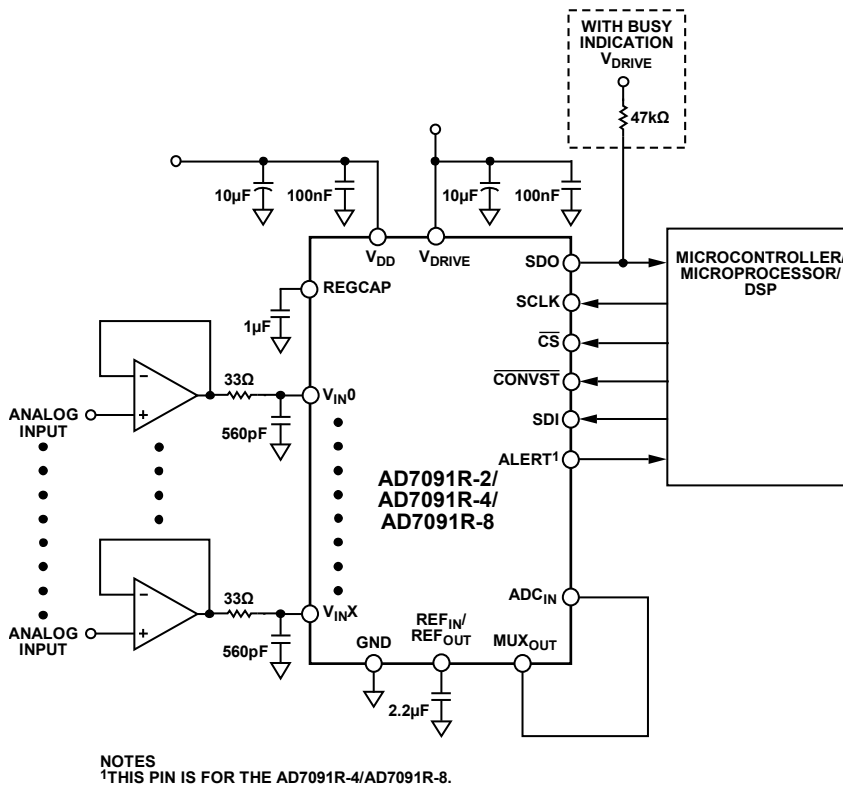 WITH BUSY
INDICATION
VDRIVE
47kΩ
10µF
100nF
10µF
100nF
VDD
VDRIVE
REGCAP
1µF
SDO
SCLK
CS
CONVST
SDI
ALERT1
MICROCONTROLLER/
MICROPROCESSOR/
DSP
33Ω
VIN0
ANALOG
INPUT
560pF
AD7091R-2/
AD7091R-4/
AD7091R-8
33Ω
VINX
ANALOG
INPUT
560pF
GND
REFIN/
REFOUT
MUXOUT
ADCIN
2.2µF
NOTES
1THIS PIN IS FOR THE AD7091R-4/AD7091R-8.